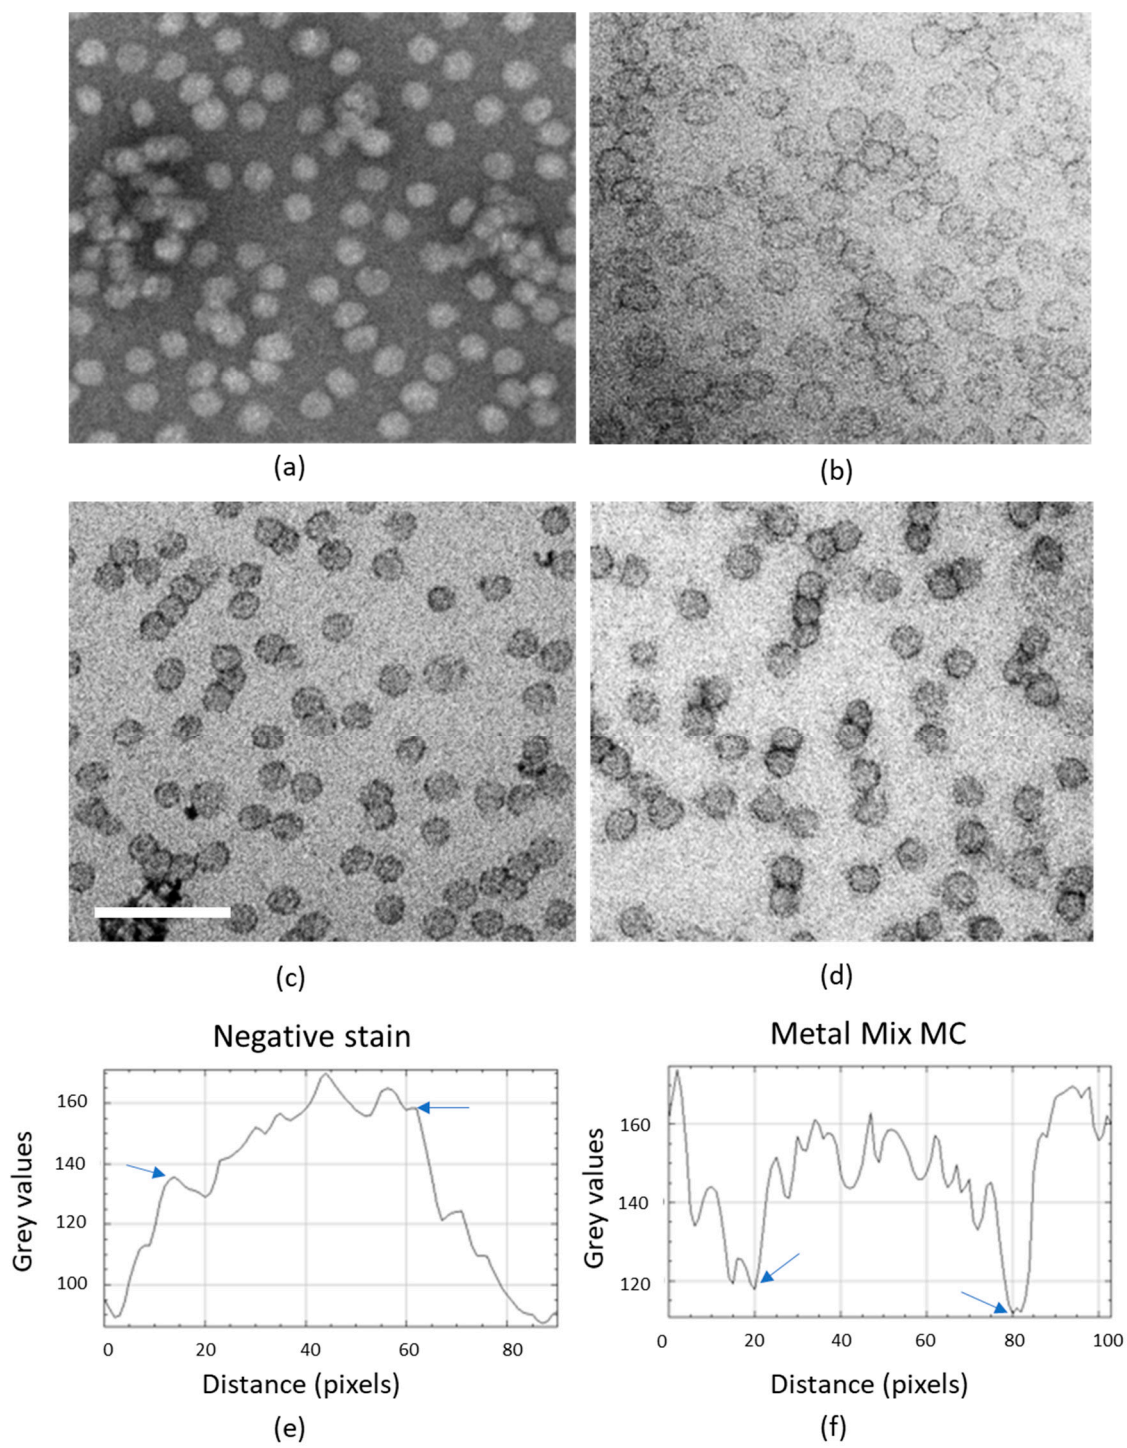 (a)
(b)
(c)
(d)
Negative stain
Grey values
160
140
120
100
0 20 40 60 80
Distance (pixels)
(e)
Metal Mix MC
Grey values
160
140
120
0 20 40 60 80 100
Distance (pixels)
(f)